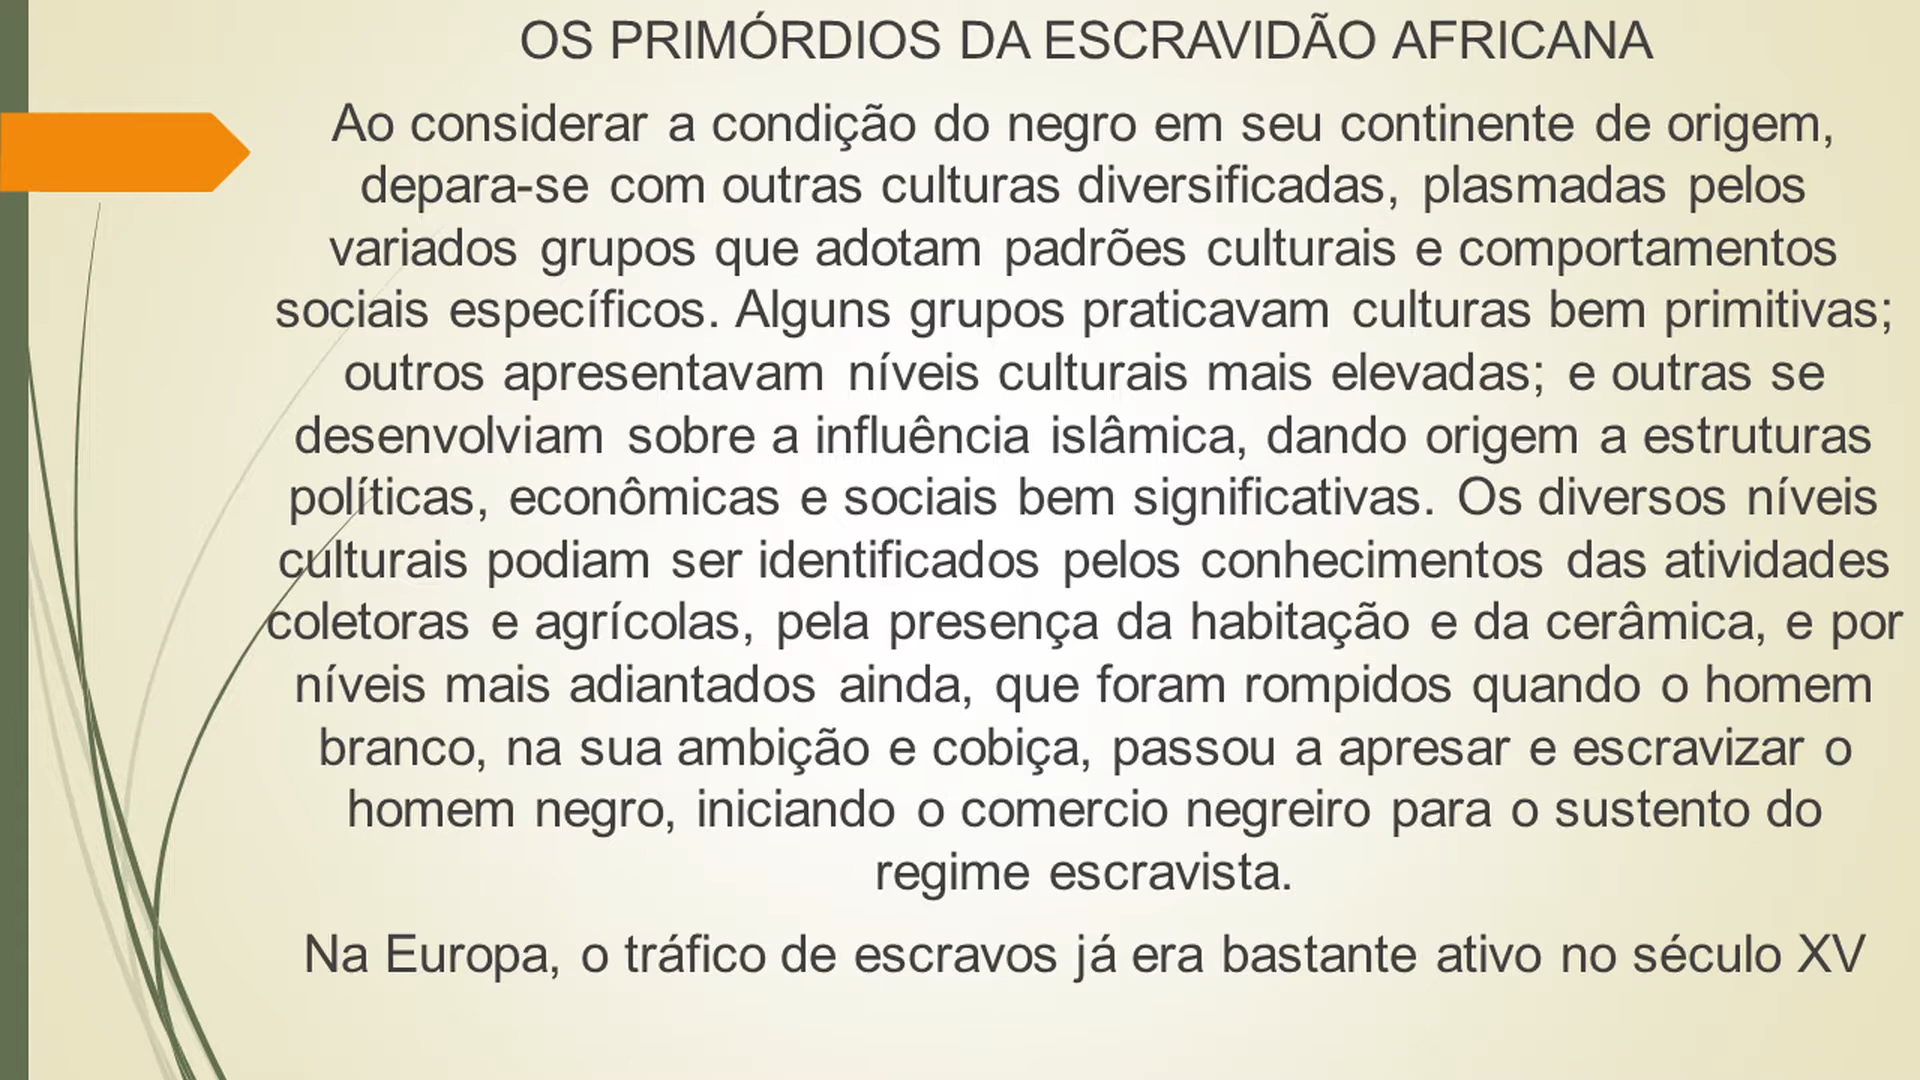 OS PRIMÓRDIOS DA ESCRAVIDÃO AFRICANA
Ao considerar a condição do negro em seu continente de origem,
depara-se com outras culturas diversificadas, plasmadas pelos
variados grupos que adotam padrões culturais e comportamentos
sociais específicos. Alguns grupos praticavam culturas bem primitivas;
outros apresentavam níveis culturais mais elevadas; e outras se
desenvolviam sobre a influência islâmica, dando origem a estruturas
políticas, econômicas e sociais bem significativas. Os diversos níveis
culturais podiam ser identificados pelos conhecimentos das atividades
coletoras e agrícolas, pela presença da habitação e da cerâmica, e por
níveis mais adiantados ainda, que foram rompidos quando o homem
branco, na sua ambição e cobiça, passou a apresar e escravizar o
homem negro, iniciando o comercio negreiro para o sustento do
regime escravista.
Na Europa, o tráfico de escravos já era bastante ativo no século XV